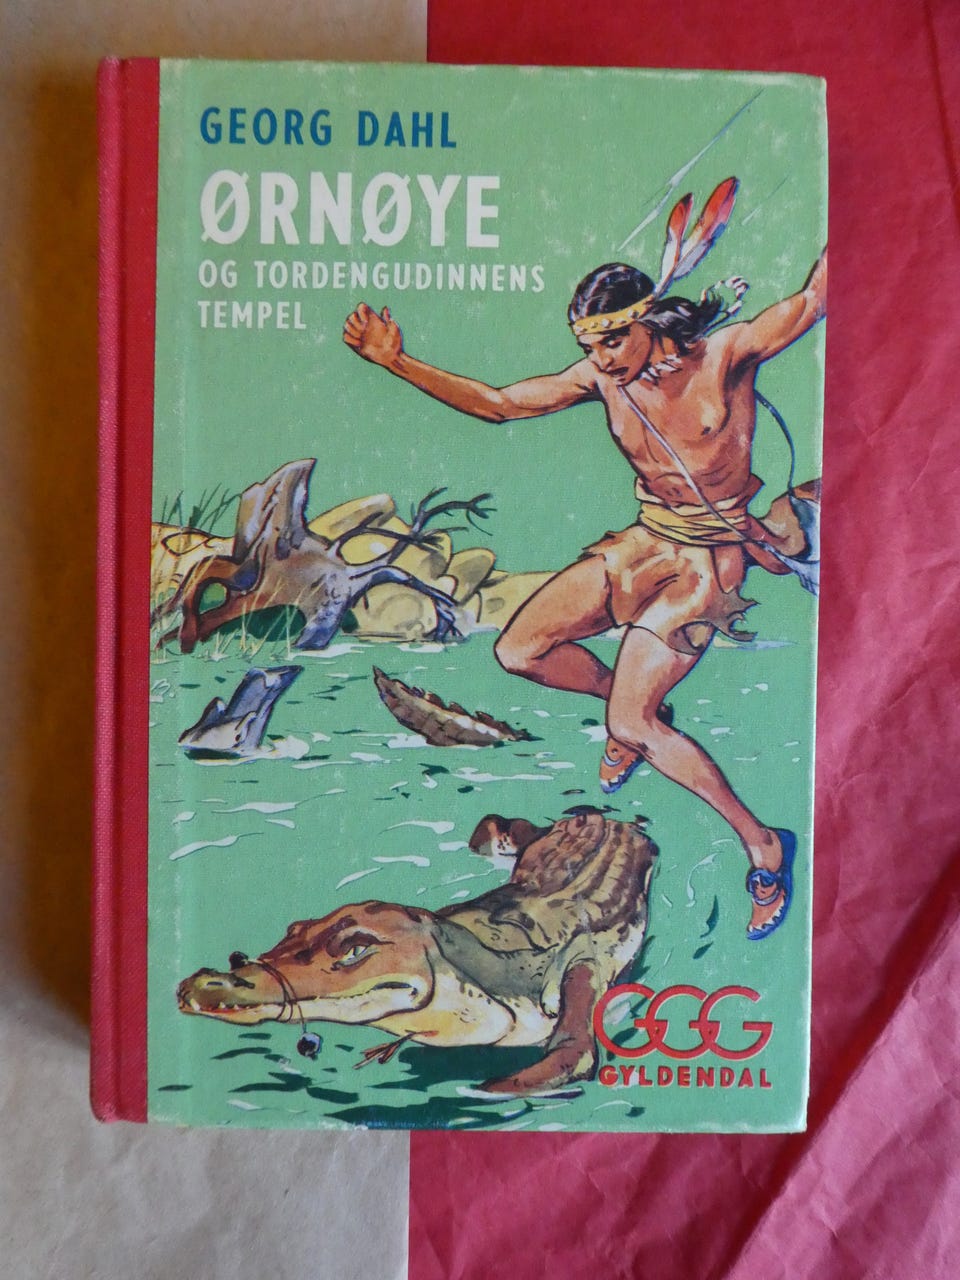 GEORG DAHL
ØRNØYE
OG TORDENGUDINNENS
TEMPEL
GGG
GYLDENDAL